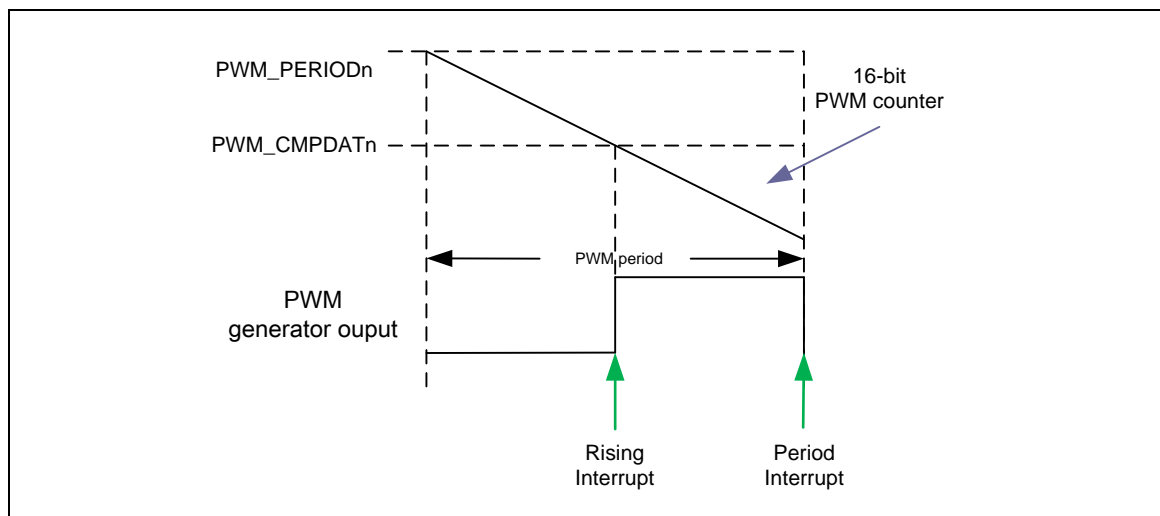 PWM_PERIODn
16-bit
PWM counter
PWM_CMPDATn
PWM period
PWM
generator ouput
Rising
Interrupt
Period
Interrupt